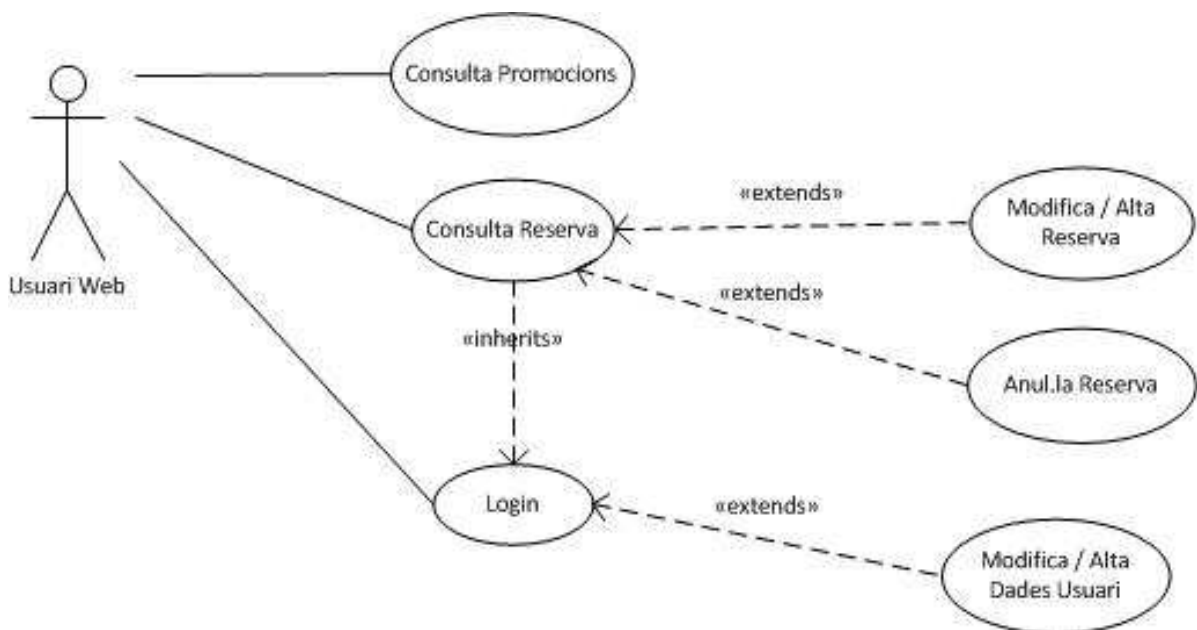 Consulta Promocions
Usuari Web
Consulta Reserva
«extends»
Modifica / Alta
Reserva
«extends»
«inherits»
Anul.la Reserva
Login
«extends»
Modifica / Alta
Dades Usuari